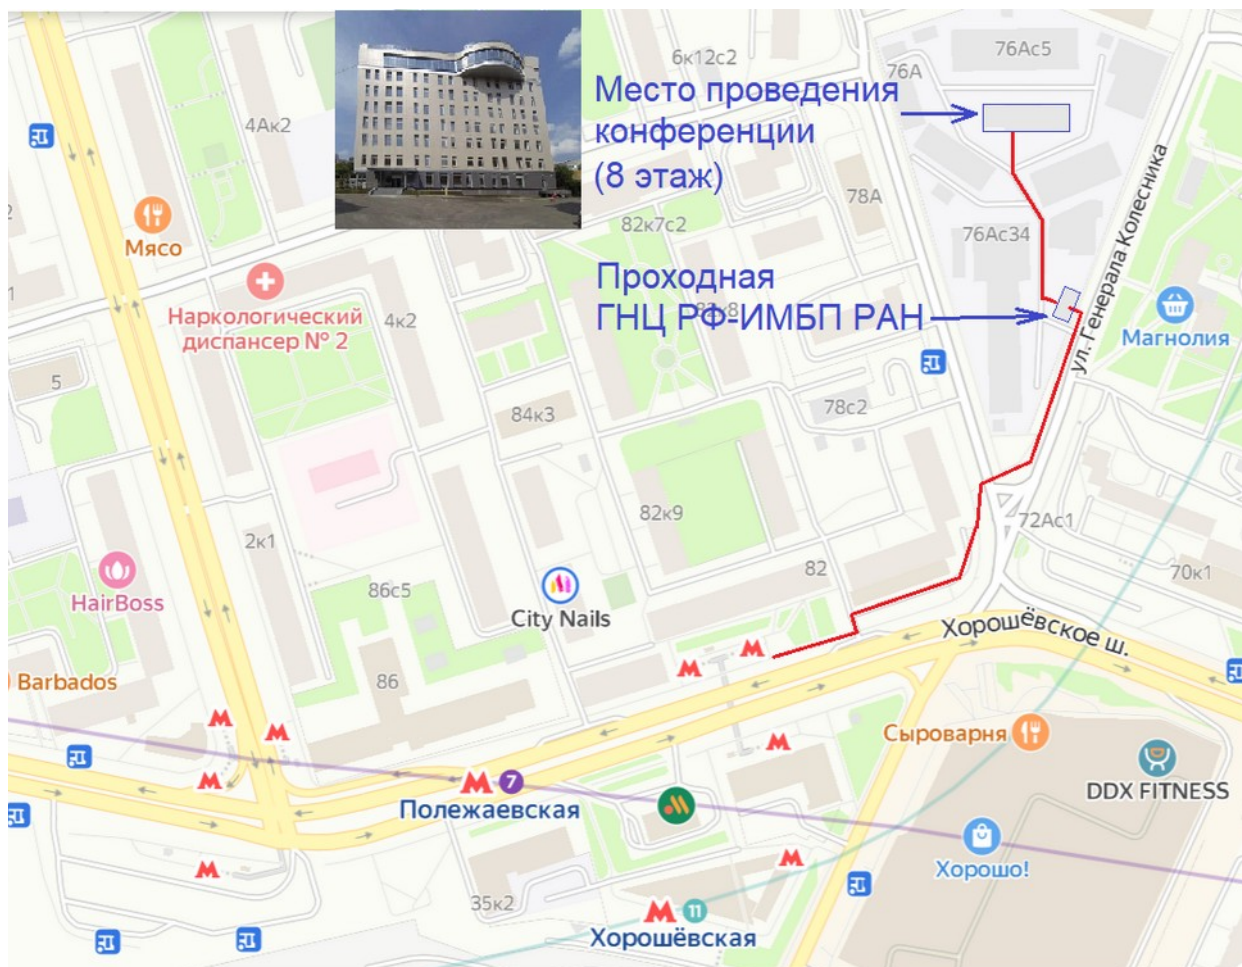 76Ас5
6к12с2
76А
Место проведения
конференции
(8 этаж)
4Ак2
ул. Генерала Колесника
78А
Мясо
82к7с2
76Ас34
Проходная
ГНЦ РФ-ИМБП РАН
82к8
Наркологический
диспансер № 2
4к2
Магнолия
5
84к3
78с2
82к9
72Ас1
2к1
82
70к1
86с5
HairBoss
City Nails
Хорошёвское ш.
Barbados
86
Сыроварня
7
Полежаевская
DDX FITNESS
Хорошо!
35к2
11
Хорошёвская